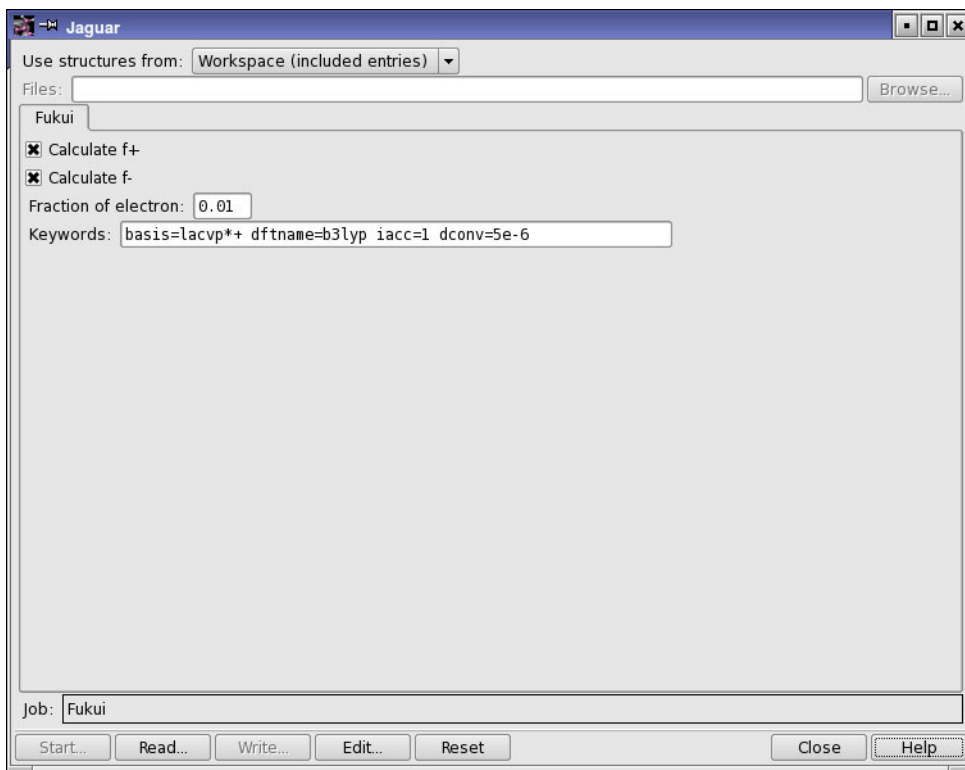 Jaguar
Use structures from: Workspace (included entries)
Files: Browse...
Fukui
Calculate f+
Calculate f-
Fraction of electron: 0.01
Keywords: basis=lacvp*+ dftname=b3lyp iacc=1 dconv=5e-6
Job: Fukui
Start... Read... Write... Edit... Reset Close Help